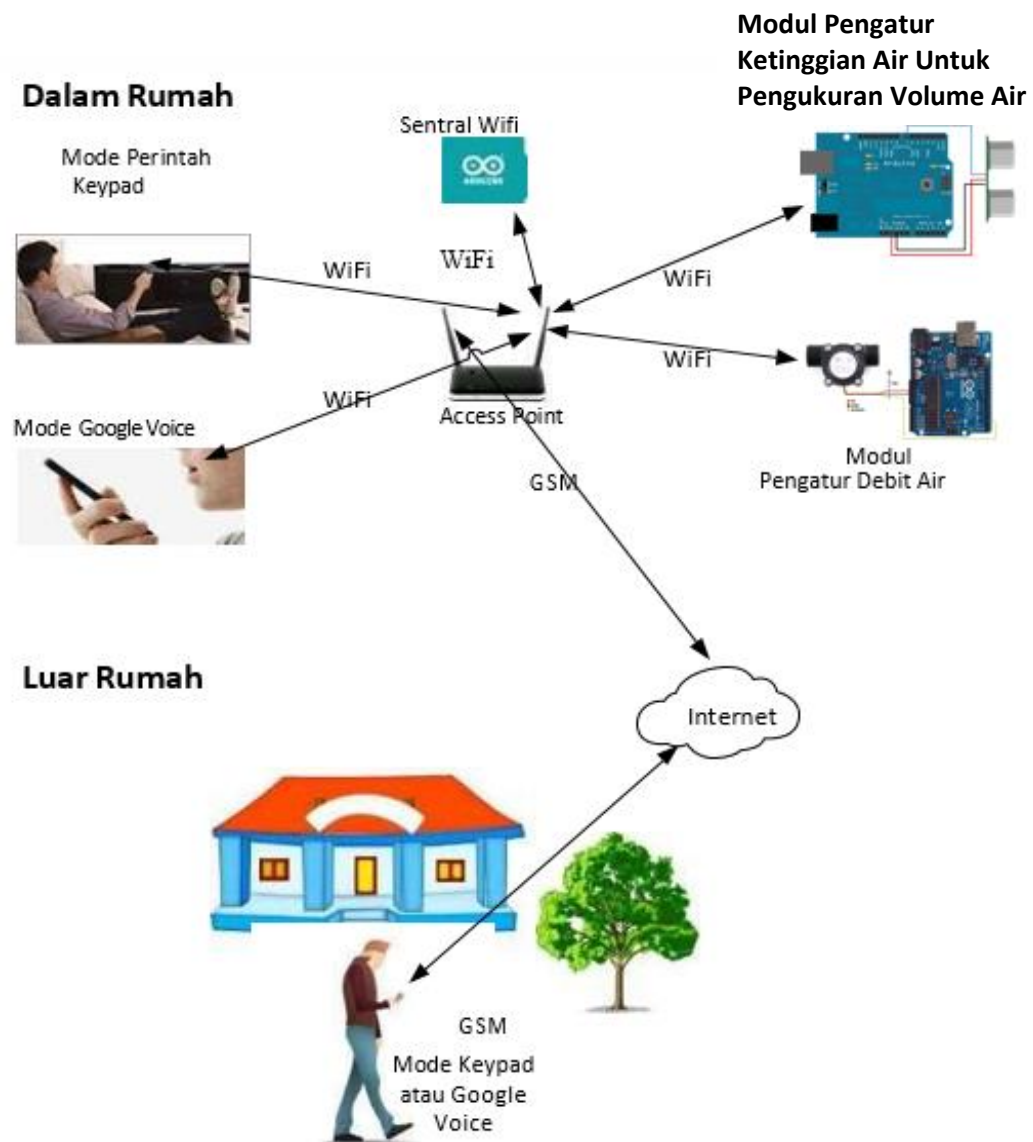 Modul Pengatur
Ketinggian Air Untuk
Pengukuran Volume Air
Dalam Rumah
Sentral Wifi
ARDUINO
Mode Perintah
Keypad
WiFi
WiFi
WiFi
WiFi
WiFi
Access Point
Mode Google Voice
Modul
Pengatur Debit Air
GSM
Luar Rumah
Internet
GSM
Mode Keypad
atau Google
Voice